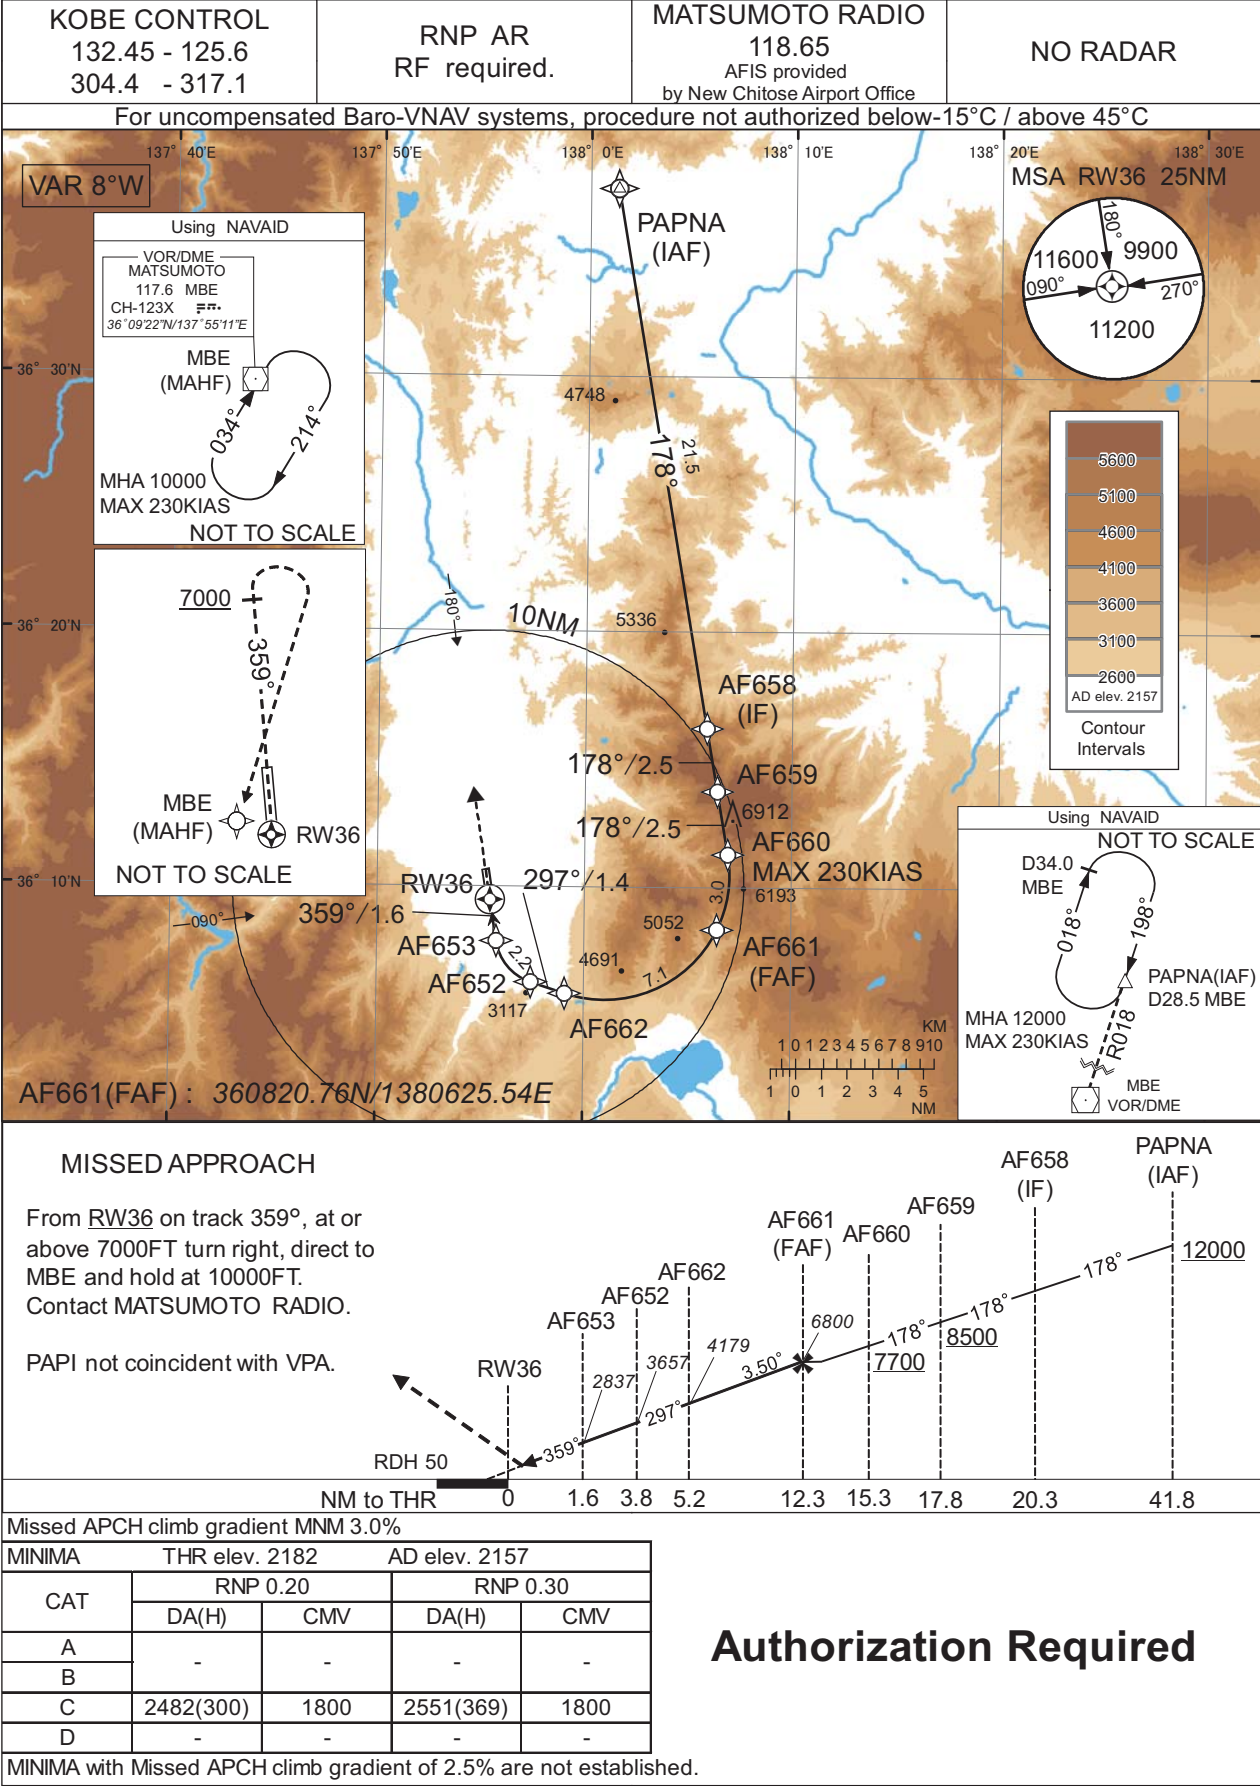 KOBE CONTROL
132.45 - 125.6
304.4 - 317.1
RNP AR
RF required.
MATSUMOTO RADIO
118.65
AFIS provided
by New Chitose Airport Office
NO RADAR
For uncompensated Baro-VNAV systems, procedure not authorized below-15°C / above 45°C
137° 40'E
137° 50'E
138° 0'E
138° 10'E
138° 20'E
138° 30'E
VAR 8°W
Using NAVAID
VOR/DME
MATSUMOTO
117.6 MBE
CH-123X
36°09'22"N/137°55'11"E
MBE
(MAHF)
034°
214°
MHA 10000
MAX 230KIAS
NOT TO SCALE
PAPNA
(IAF)
MSA RW36 25NM
180°
11600
9900
090°
270°
11200
36° 30'N
4748
178°
21.5
5600
5100
4600
4100
3600
3100
2600
AD elev. 2157
Contour
Intervals
7000
359°
MBE
(MAHF)
RW36
NOT TO SCALE
36° 20'N
180°
10NM
5336
AF658
(IF)
178°/2.5
AF659
6912
178°/2.5
AF660
MAX 230KIAS
36° 10'N
RW36
297°/1.4
3.0
6193
359°/1.6
090°
5052
AF653
2.2
AF661
(FAF)
4691
7.1
AF652
3117
AF662
Using NAVAID
NOT TO SCALE
D34.0
MBE
018°
198°
PAPNA(IAF)
D28.5 MBE
MHA 12000
MAX 230KIAS
R018
MBE
VOR/DME
KM
1 0 1 2 3 4 5 6 7 8 9 10
1 0 1 2 3 4 5
NM
AF661(FAF) : 360820.76N/1380625.54E
MISSED APPROACH
From RW36 on track 359°, at or
above 7000FT turn right, direct to
MBE and hold at 10000FT.
Contact MATSUMOTO RADIO.
PAPI not coincident with VPA.
PAPNA
(IAF)
AF658
(IF)
AF659
AF661
(FAF)
AF660
AF662
AF652
AF653
RW36
12000
178°
178°
178°
8500
7700
6800
4179
3657
2837
3.50°
297°
359°
RDH 50
NM to THR 0 1.6 3.8 5.2 12.3 15.3 17.8 20.3 41.8
Missed APCH climb gradient MNM 3.0%
MINIMA THR elev. 2182 AD elev. 2157
CAT RNP 0.20 RNP 0.30
DA(H) CMV DA(H) CMV
A
- - - -
B
C 2482(300) 1800 2551(369) 1800
D - - - -
MINIMA with Missed APCH climb gradient of 2.5% are not established.
Authorization Required